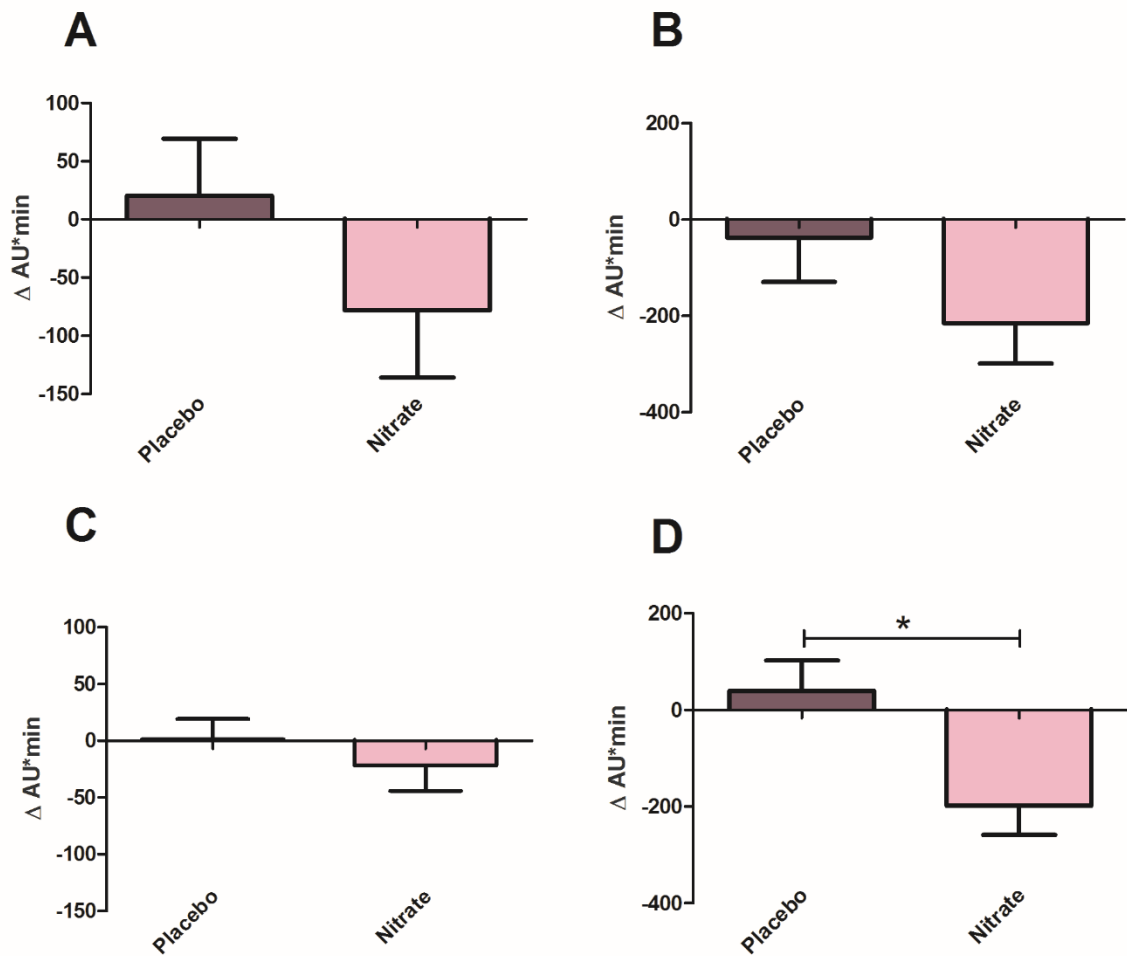 A
100
50
0
-50
-100
-150
Δ AU*min
Placebo
Nitrate
B
200
0
-200
-400
Δ AU*min
Placebo
Nitrate
C
100
50
0
-50
-100
-150
Δ AU*min
Placebo
Nitrate
D
200
0
-200
-400
Δ AU*min
*
Placebo
Nitrate